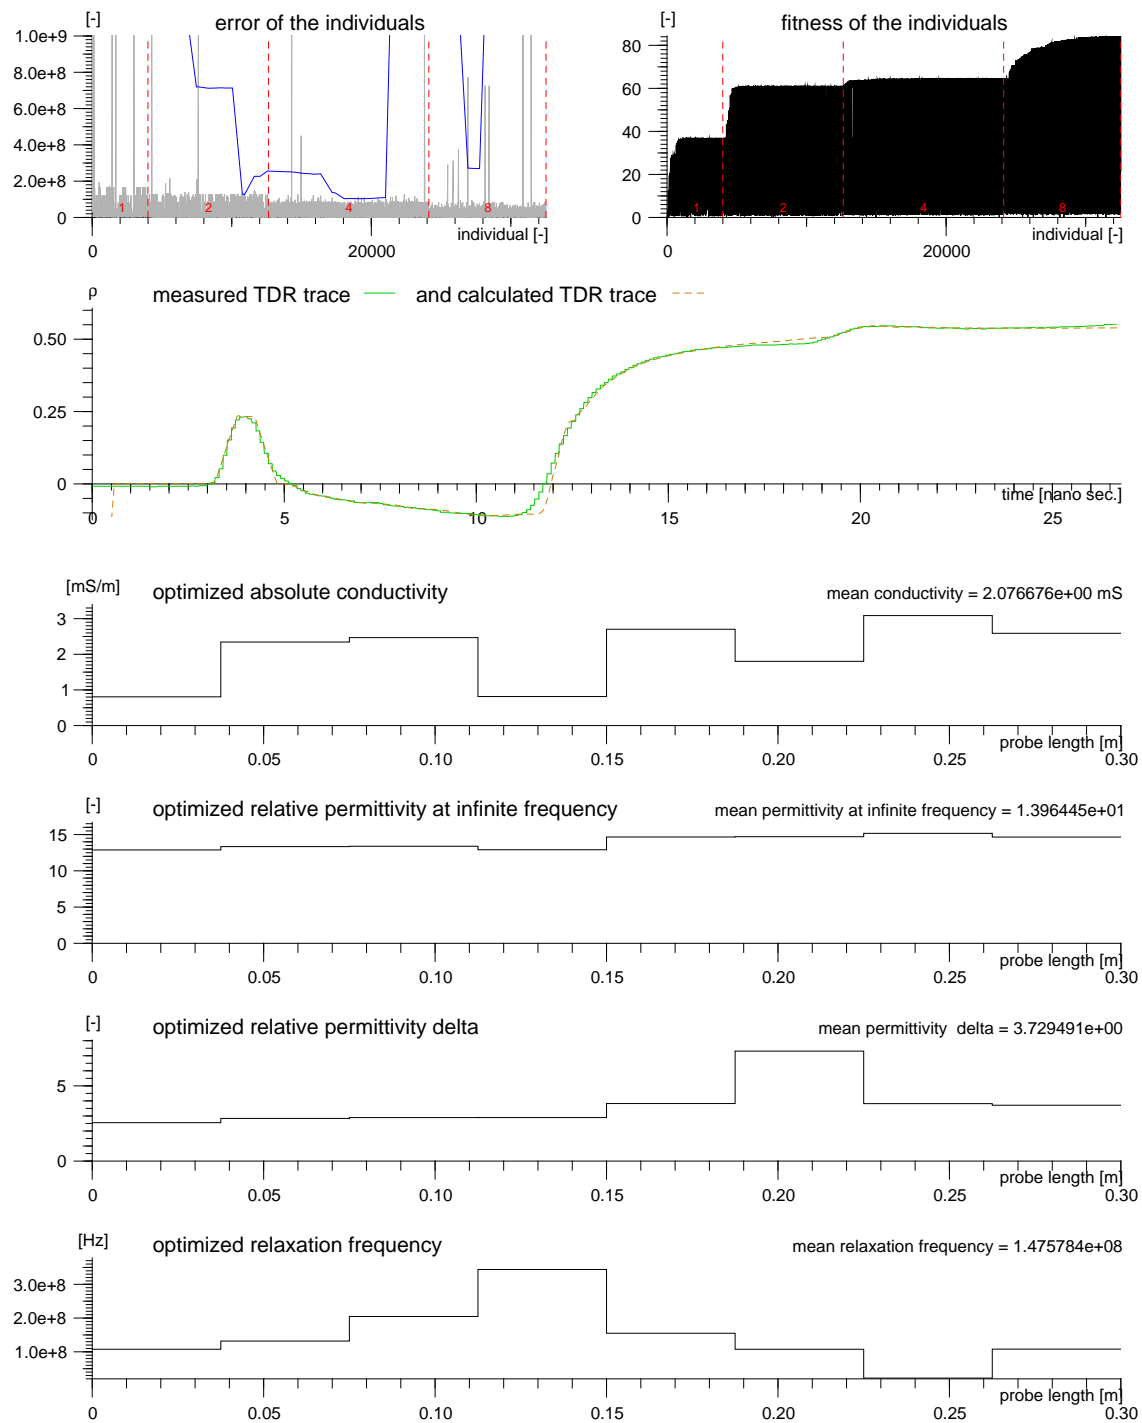 [-] error of the individuals
1.0e+9
8.0e+8
6.0e+8
4.0e+8
2.0e+8
0
1 2 4 8
individual [-]
0 20000
[-] fitness of the individuals
80
60
40
20
0
1 2 4 8
individual [-]
0 20000
ρ measured TDR trace and calculated TDR trace
0.50
0.25
0
time [nano sec.]
0 5 10 15 20 25
[mS/m] optimized absolute conductivity mean conductivity = 2.076676e+00 mS
3
2
1
0
probe length [m]
0 0.05 0.10 0.15 0.20 0.25 0.30
[-] optimized relative permittivity at infinite frequency mean permittivity at infinite frequency = 1.396445e+01
15
10
5
0
probe length [m]
0 0.05 0.10 0.15 0.20 0.25 0.30
[-] optimized relative permittivity delta mean permittivity delta = 3.729491e+00
5
0
probe length [m]
0 0.05 0.10 0.15 0.20 0.25 0.30
[Hz] optimized relaxation frequency mean relaxation frequency = 1.475784e+08
3.0e+8
2.0e+8
1.0e+8
probe length [m]
0 0.05 0.10 0.15 0.20 0.25 0.30